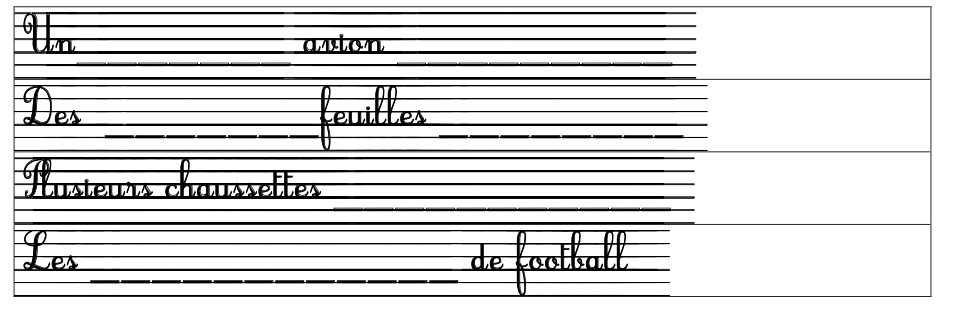 Un _ _ _ _ _ _ _ avion _ _ _ _ _ _ _ _ _
Des _ _ _ _ _ _ _ feuilles _ _ _ _ _ _ _ _
Plusieurs chaussettes _ _ _ _ _ _ _ _ _ _ _
Les _ _ _ _ _ _ _ _ _ _ _ _ de football